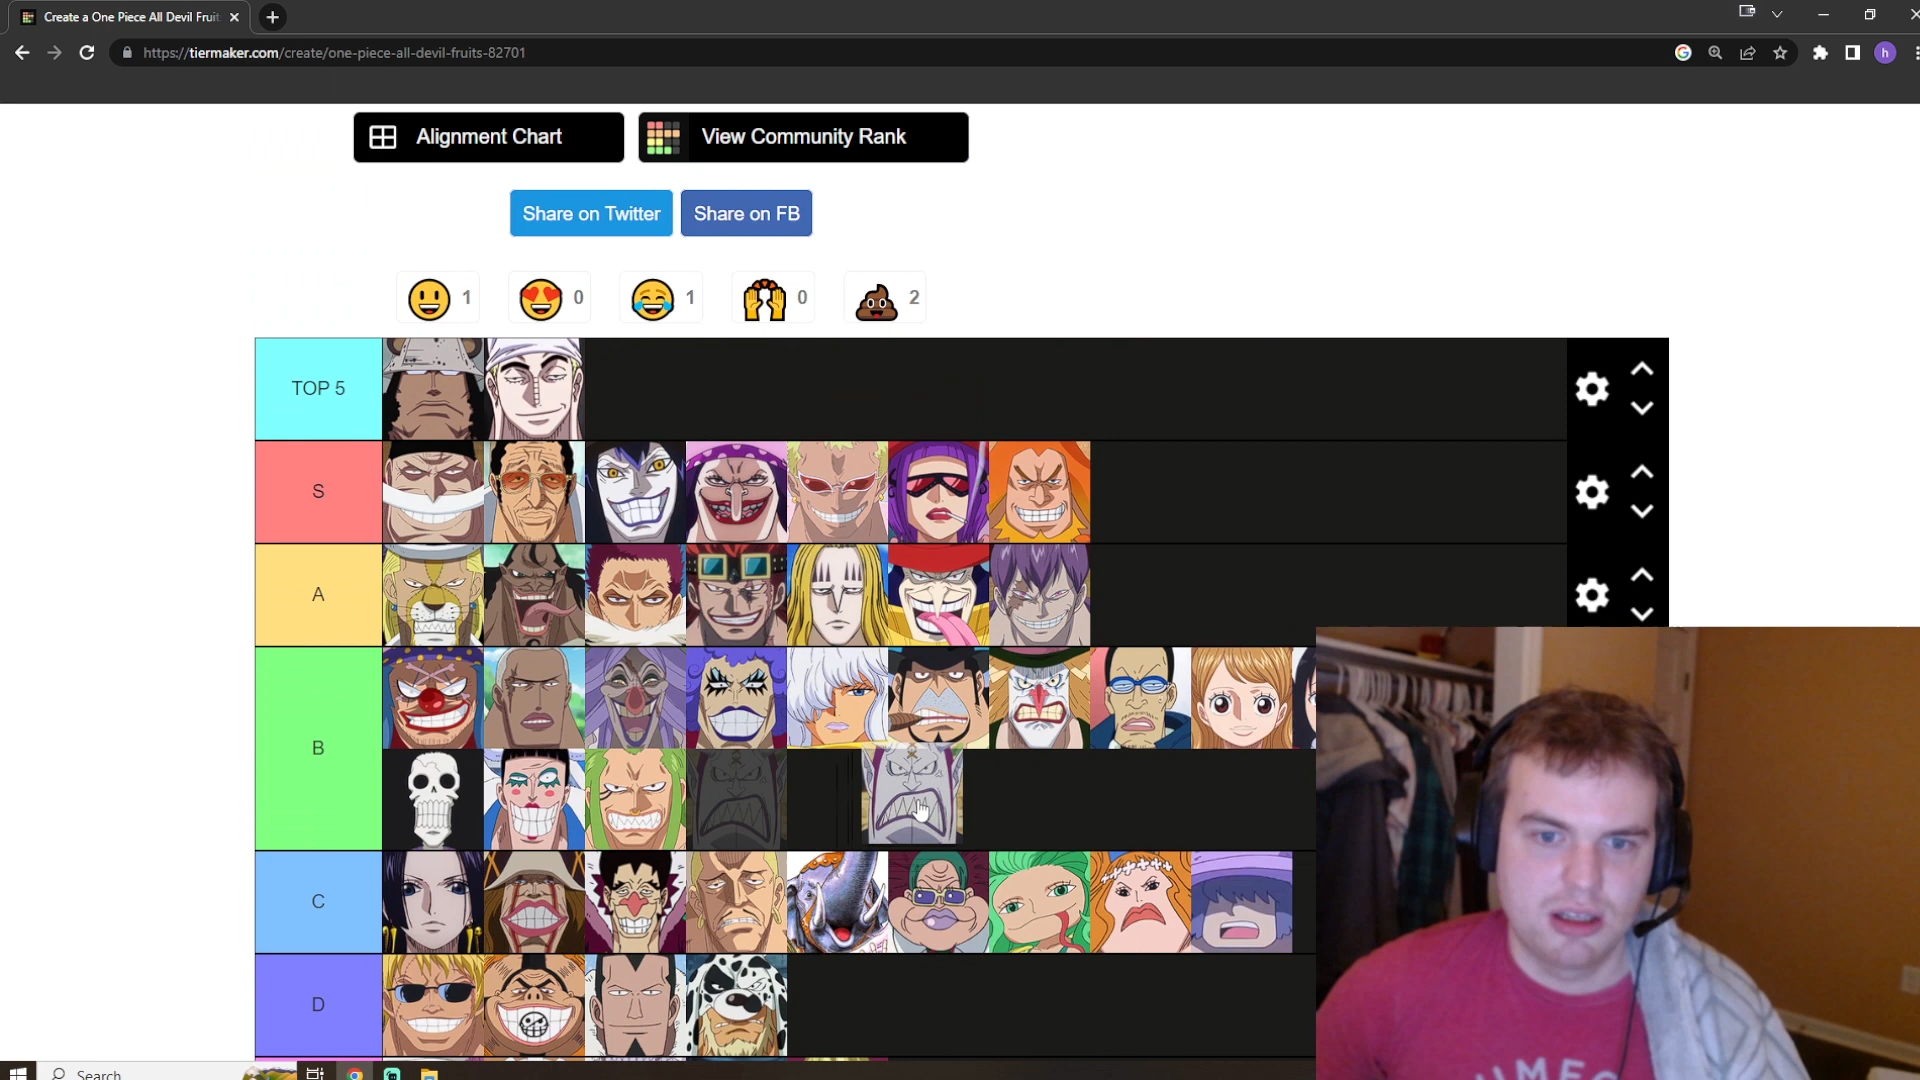 Create a One Piece All Devil Fruit
https://tiermaker.com/create/one-piece-all-devil-fruits-82701
h
Alignment Chart
View Community Rank
Share on Twitter
Share on FB
1
0
1
0
2
TOP 5
S
A
B
C
D
Search